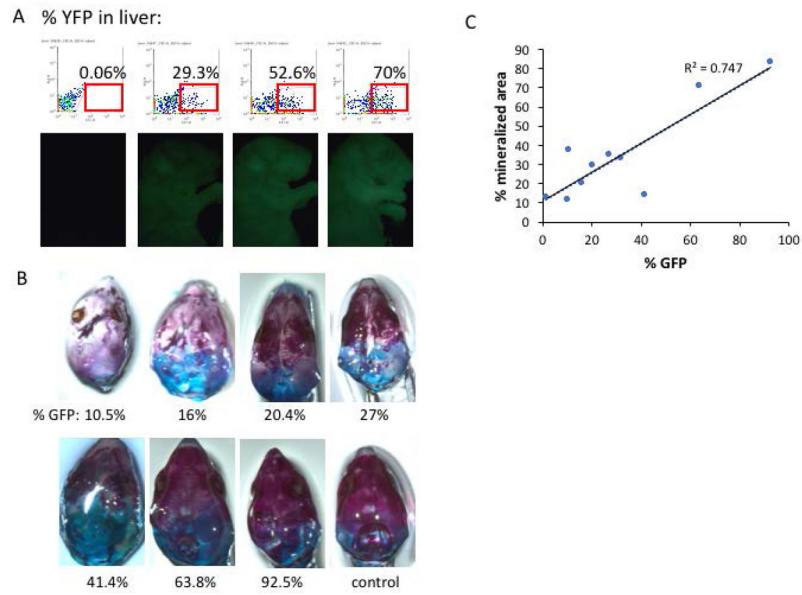 A % YFP in liver:
0.06% 29.3% 52.6% 70%
B
% GFP: 10.5% 16% 20.4% 27%
41.4% 63.8% 92.5% control
C
R² = 0.747
% mineralized area
90
80
70
60
50
40
30
20
10
0
0 20 40 60 80 100
% GFP